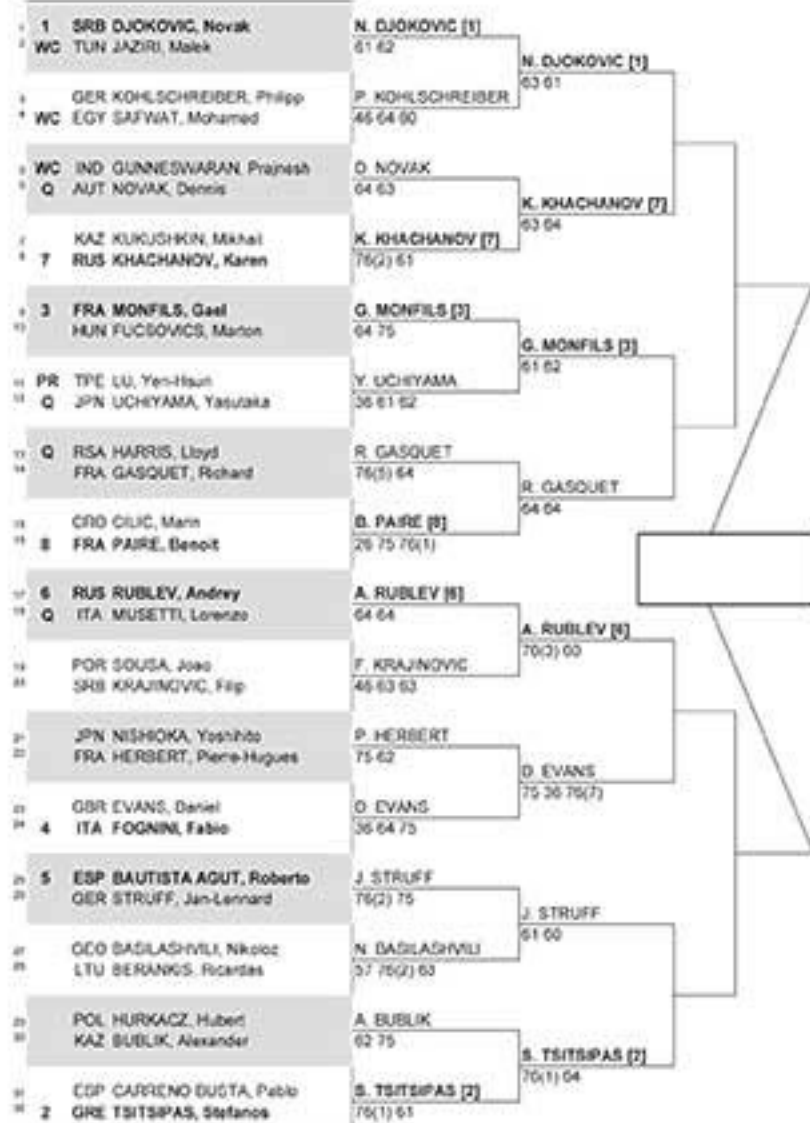 1 SRB DJOKOVIC, Novak
WC TUN JAZIRI, Malek
GER KOHLSCHREIBER, Philipp
WC EGY SAFWAT, Mohamed
WC IND GUNNESWARAN, Prajnesh
Q AUT NOVAK, Dennis
KAZ KUKUSHKIN, Mikhail
7 RUS KHACHANOV, Karen
3 FRA MONFILS, Gael
HUN FUCSOVICS, Marton
PR TPE LU, Yen-Hsun
Q JPN UCHIYAMA, Yasutaka
Q RSA HARRIS, Lloyd
FRA GASQUET, Richard
CRO CILIC, Marin
8 FRA PAIRE, Benoit
6 RUS RUBLEV, Andrey
Q ITA MUSETTI, Lorenzo
POR SOUSA, Joao
SRB KRAJINOVIC, Filip
JPN NISHIOKA, Yoshihito
FRA HERBERT, Pierre-Hugues
GBR EVANS, Daniel
4 ITA FOGNINI, Fabio
5 ESP BAUTISTA AGUT, Roberto
GER STRUFF, Jan-Lennard
GEO BASILASHVILI, Nikoloz
LTU BERANKIS, Ricardas
POL HURKACZ, Hubert
KAZ BUBLIK, Alexander
ESP CARRENO BUSTA, Pablo
2 GRE TSITSIPAS, Stefanos
N. DJOKOVIC [1]
61 62
P. KOHLSCHREIBER
46 64 60
D. NOVAK
64 63
K. KHACHANOV [7]
76(2) 61
G. MONFILS [3]
64 75
Y. UCHIYAMA
36 61 62
R. GASQUET
76(5) 64
B. PAIRE [8]
26 75 76(1)
A. RUBLEV [6]
64 64
F. KRAJINOVIC
46 63 63
P. HERBERT
75 62
D. EVANS
36 64 75
J. STRUFF
76(2) 75
N. BASILASHVILI
57 76(2) 63
A. BUBLIK
62 75
S. TSITSIPAS [2]
76(1) 61
N. DJOKOVIC [1]
63 61
K. KHACHANOV [7]
63 64
G. MONFILS [3]
61 62
R. GASQUET
64 64
A. RUBLEV [6]
76(3) 60
D. EVANS
75 36 76(7)
J. STRUFF
61 60
S. TSITSIPAS [2]
76(1) 64